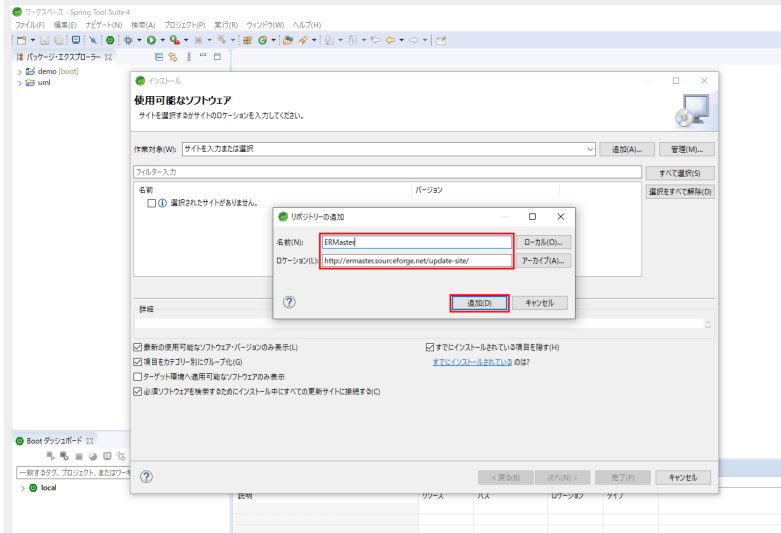 ワークスペース - Spring Tool Suite 4
ファイル(F) 編集(E) ナビゲート(N) 検索(A) プロジェクト(P) 実行(R) ウィンドウ(W) ヘルプ(H)
パッケージ・エクスプローラー
demo [boot]
uml
インストール
使用可能なソフトウェア
サイトを選択するかサイトのロケーションを入力してください。
作業対象(W): サイトを入力または選択 追加(A)... 管理(M)...
フィルター入力 すべて選択(S)
名前 バージョン 選択をすべて解除(D)
選択されたサイトがありません。
リポジトリーの追加
名前(N): ERMaster ローカル(O)...
ロケーション(L): http://ermaster.sourceforge.net/update-site/ アーカイブ(A)...
追加(D) キャンセル
詳細
最新の使用可能なソフトウェア・バージョンのみ表示(L) すでにインストールされている項目を隠す(H)
項目をカテゴリー別にグループ化(G) すでにインストールされている のは?
ターゲット環境へ適用可能なソフトウェアのみ表示
必須ソフトウェアを検索するためにインストール中にすべての更新サイトに接続する(C)
Boot ダッシュボード
一致するタグ、プロジェクト、またはワーキ
local
< 戻る(B) 次へ(N) > 完了(F) キャンセル
説明 リソース パス ロケーション タイプ